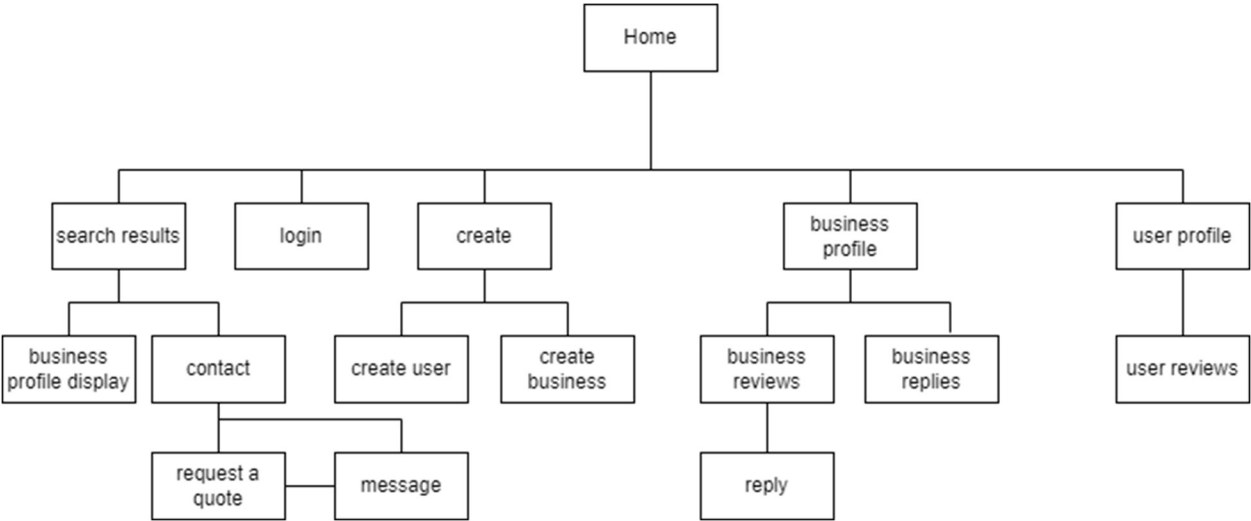 Home
search results
login
create
business
profile
user profile
business
profile display
contact
create user
create
business
business
reviews
business
replies
user reviews
request a
quote
message
reply